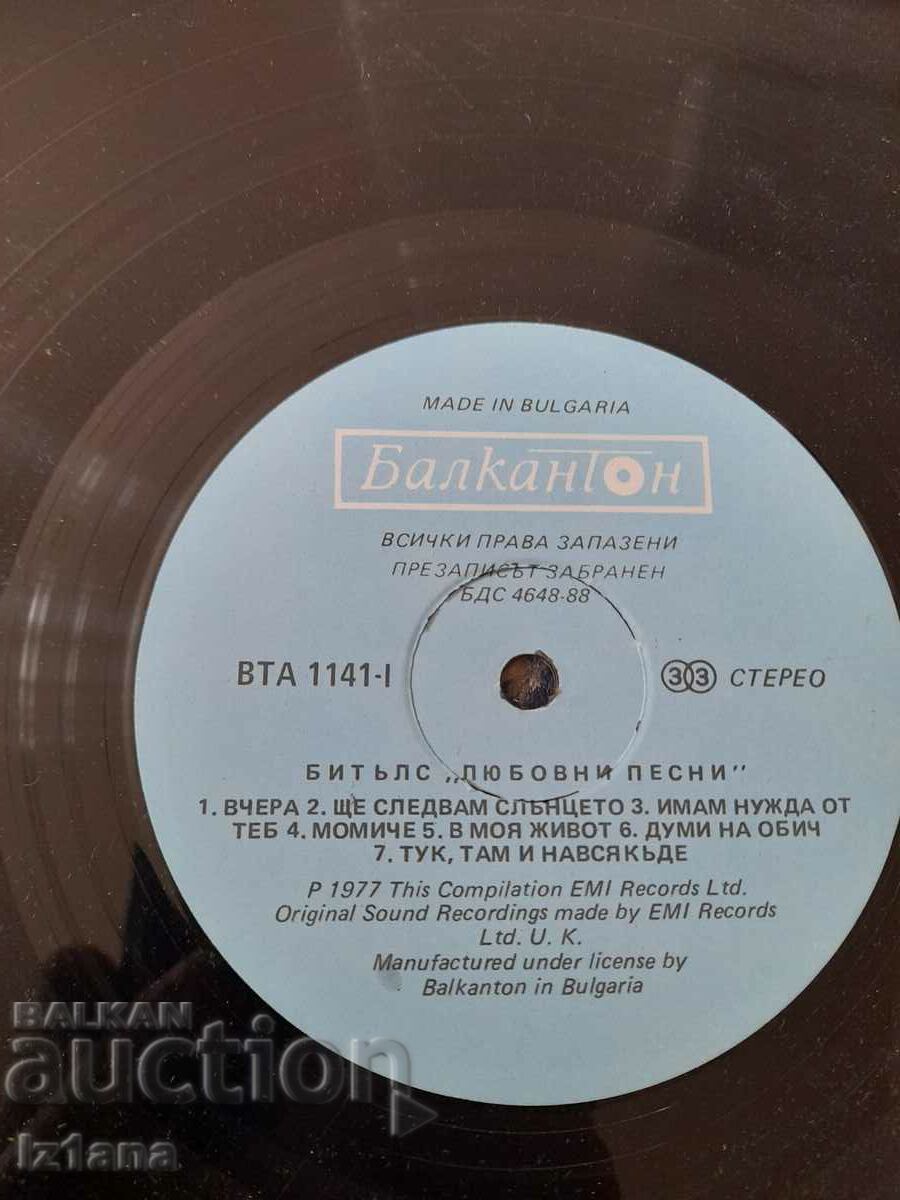 MADE IN BULGARIA
Балкантон
ВСИЧКИ ПРАВА ЗАПАЗЕНИ
ПРЕЗАПИСЪТ ЗАБРАНЕН
БДС 4648-88
ВТА 1141-I
33 СТЕРЕО
БИТЪЛС „ЛЮБОВНИ ПЕСНИ"
1. ВЧЕРА 2. ЩЕ СЛЕДВАМ СЛЪНЦЕТО 3. ИМАМ НУЖДА ОТ
ТЕБ 4. МОМИЧЕ 5. В МОЯ ЖИВОТ 6. ДУМИ НА ОБИЧ
7. ТУК, ТАМ И НАВСЯКЪДЕ
P 1977 This Compilation EMI Records Ltd.
Original Sound Recordings made by EMI Records
Ltd. U. K.
Manufactured under license by
Balkanton in Bulgaria
BALKAN
auction
Iz1ana